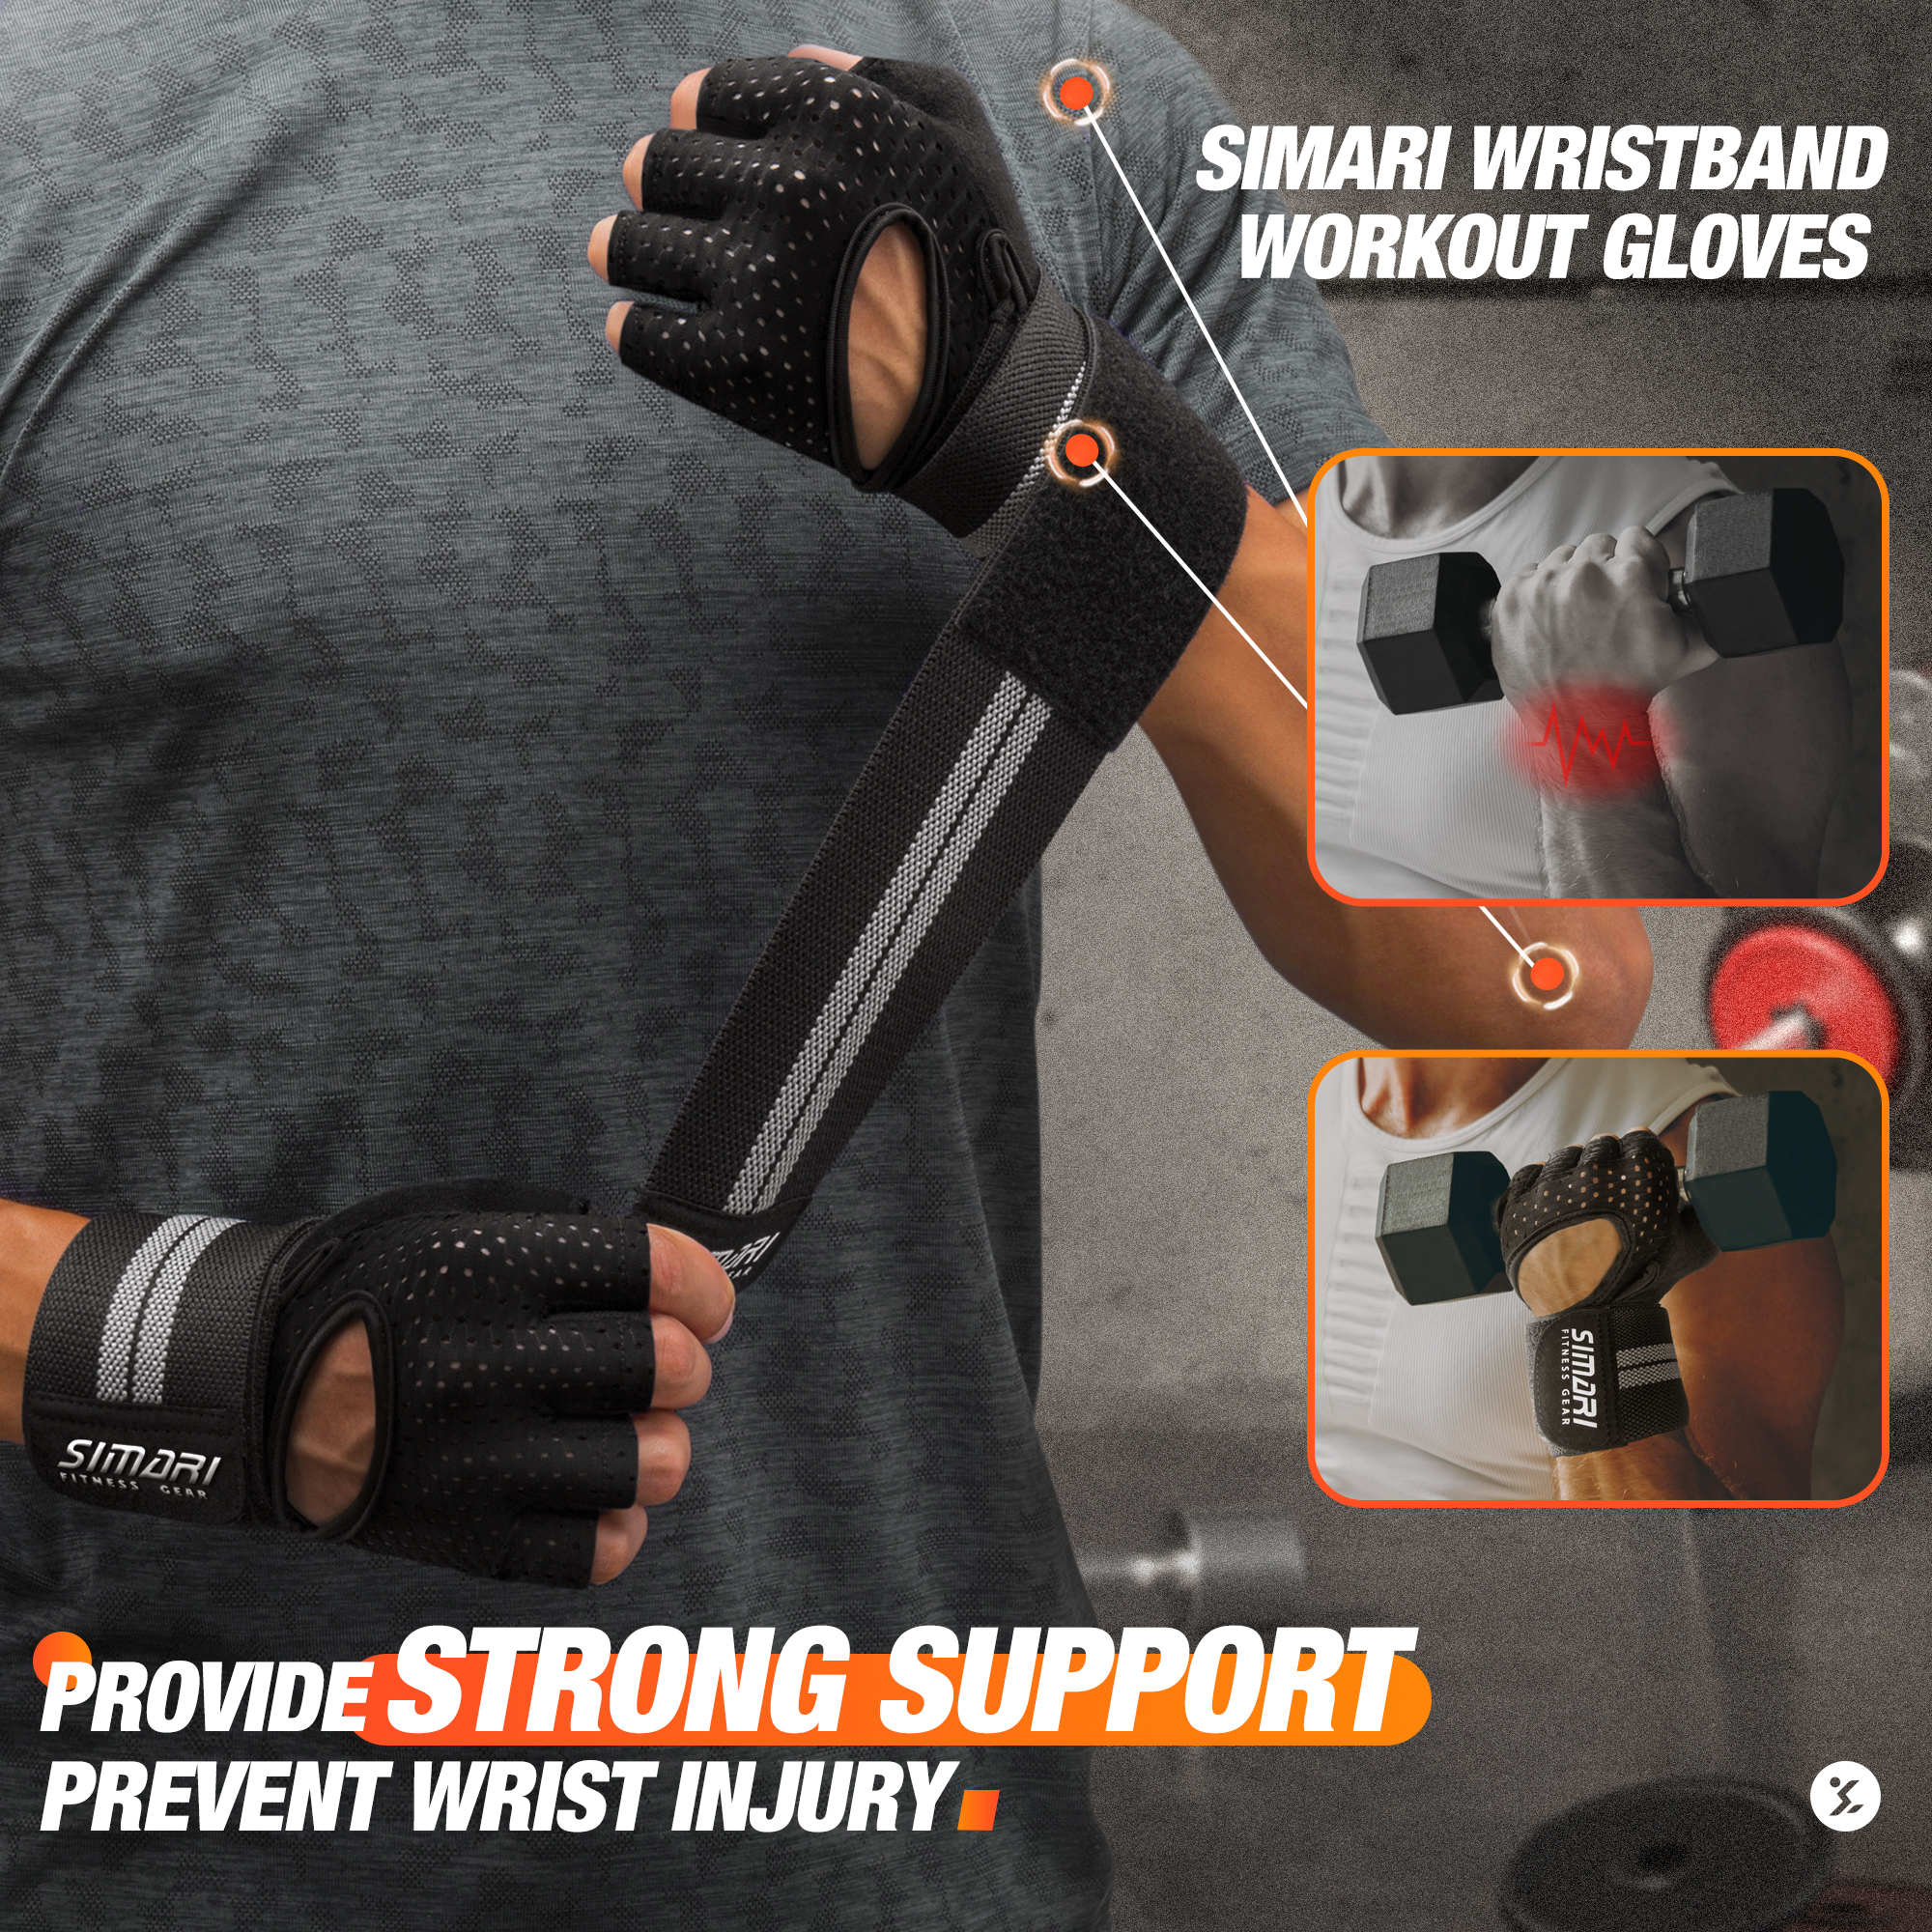 SIMARI WRISTBAND
WORKOUT GLOVES
SIMARI
FITNESS GEAR
SIMARI
FITNESS GEAR
PROVIDE STRONG SUPPORT
PREVENT WRIST INJURY